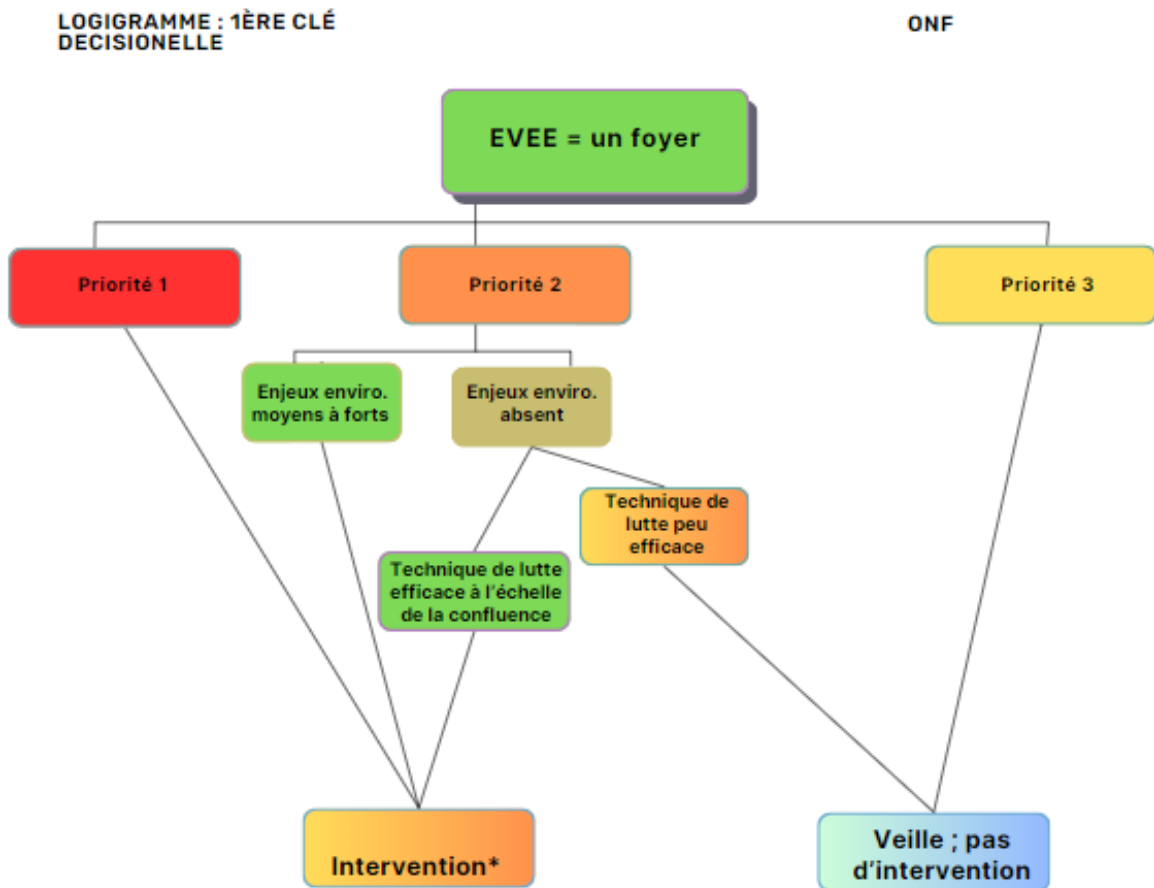 LOGIGRAMME : 1ÈRE CLÉ
DECISIONELLE
ONF
EVEE = un foyer
Priorité 1
Priorité 2
Priorité 3
Enjeux enviro.
moyens à forts
Enjeux enviro.
absent
Technique de
lutte peu
efficace
Technique de lutte
efficace à l'échelle
de la confluence
Intervention*
Veille ; pas
d'intervention